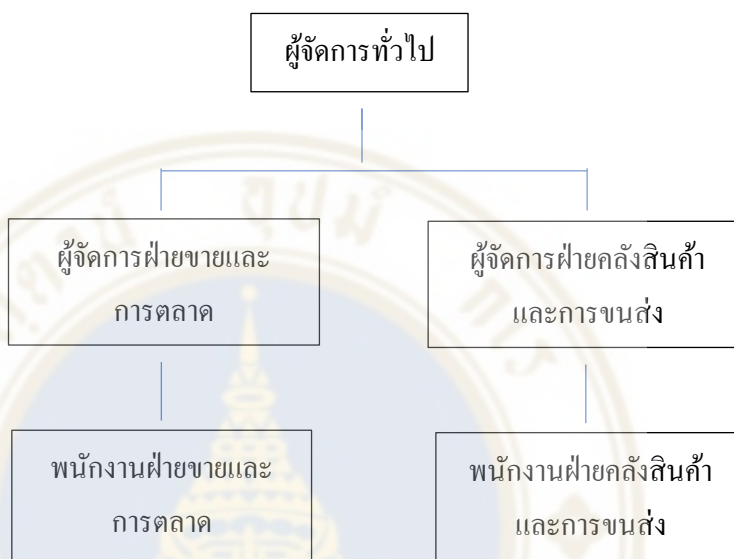 ผู้จัดการทั่วไป
ผู้จัดการฝ่ายขายและ
การตลาด
ผู้จัดการฝ่ายคลังสินค้า
และการขนส่ง
พนักงานฝ่ายขายและ
การตลาด
พนักงานฝ่ายคลังสินค้า
และการขนส่ง